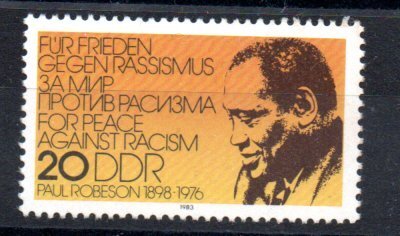 FÜR FRIEDEN
GEGEN RASSISMUS
ЗА МИР
ПРОТИВ РАСИЗМА
FOR PEACE
AGAINST RACISM
20 DDR
PAUL ROBESON 1898-1976
1983